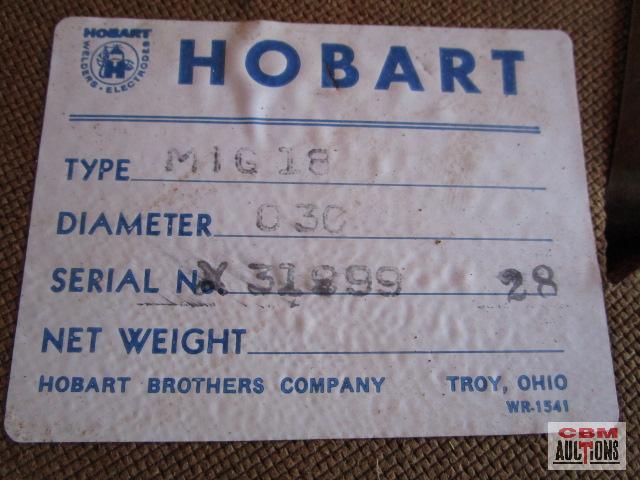 HOBART
WELDERS-ELECTRODES
H
HOBART
TYPE MIG 18
DIAMETER 030
SERIAL No. X 31899 28
NET WEIGHT
HOBART BROTHERS COMPANY TROY, OHIO
WR-1541
CBM
AUCTIONS